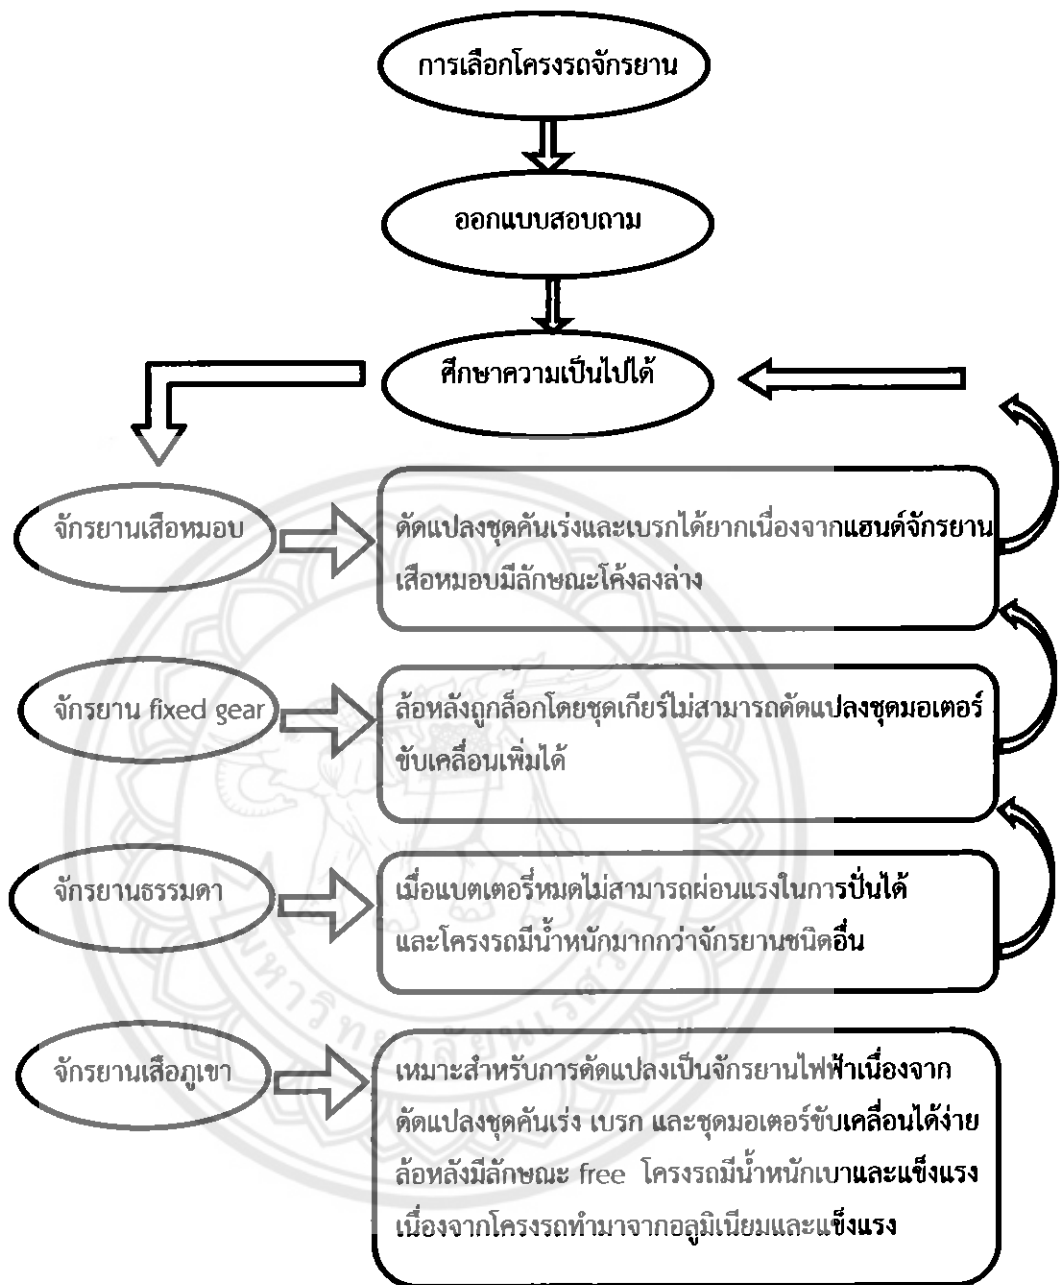 การเลือกโครงรถจักรยาน
ออกแบบสอบถาม
ศึกษาความเป็นไปได้
จักรยานเสือหมอบ
ดัดแปลงชุดคันเร่งและเบรกได้ยากเนื่องจากแฮนด์จักรยาน
เสือหมอบมีลักษณะโค้งลงล่าง
จักรยาน fixed gear
ล้อหลังถูกล็อกโดยชุดเกียร์ไม่สามารถดัดแปลงชุดมอเตอร์
ขับเคลื่อนเพิ่มได้
จักรยานธรรมดา
เมื่อแบตเตอรี่หมดไม่สามารถผ่อนแรงในการปั่นได้
และโครงรถมีน้ำหนักมากกว่าจักรยานชนิดอื่น
จักรยานเสือภูเขา
เหมาะสำหรับการดัดแปลงเป็นจักรยานไฟฟ้าเนื่องจาก
ดัดแปลงชุดคันเร่ง เบรก และชุดมอเตอร์ขับเคลื่อนได้ง่าย
ล้อหลังมีลักษณะ free โครงรถมีน้ำหนักเบาและแข็งแรง
เนื่องจากโครงรถทำมาจากอลูมิเนียมและแข็งแรง
มหาวิทยาลัยนเรศวร